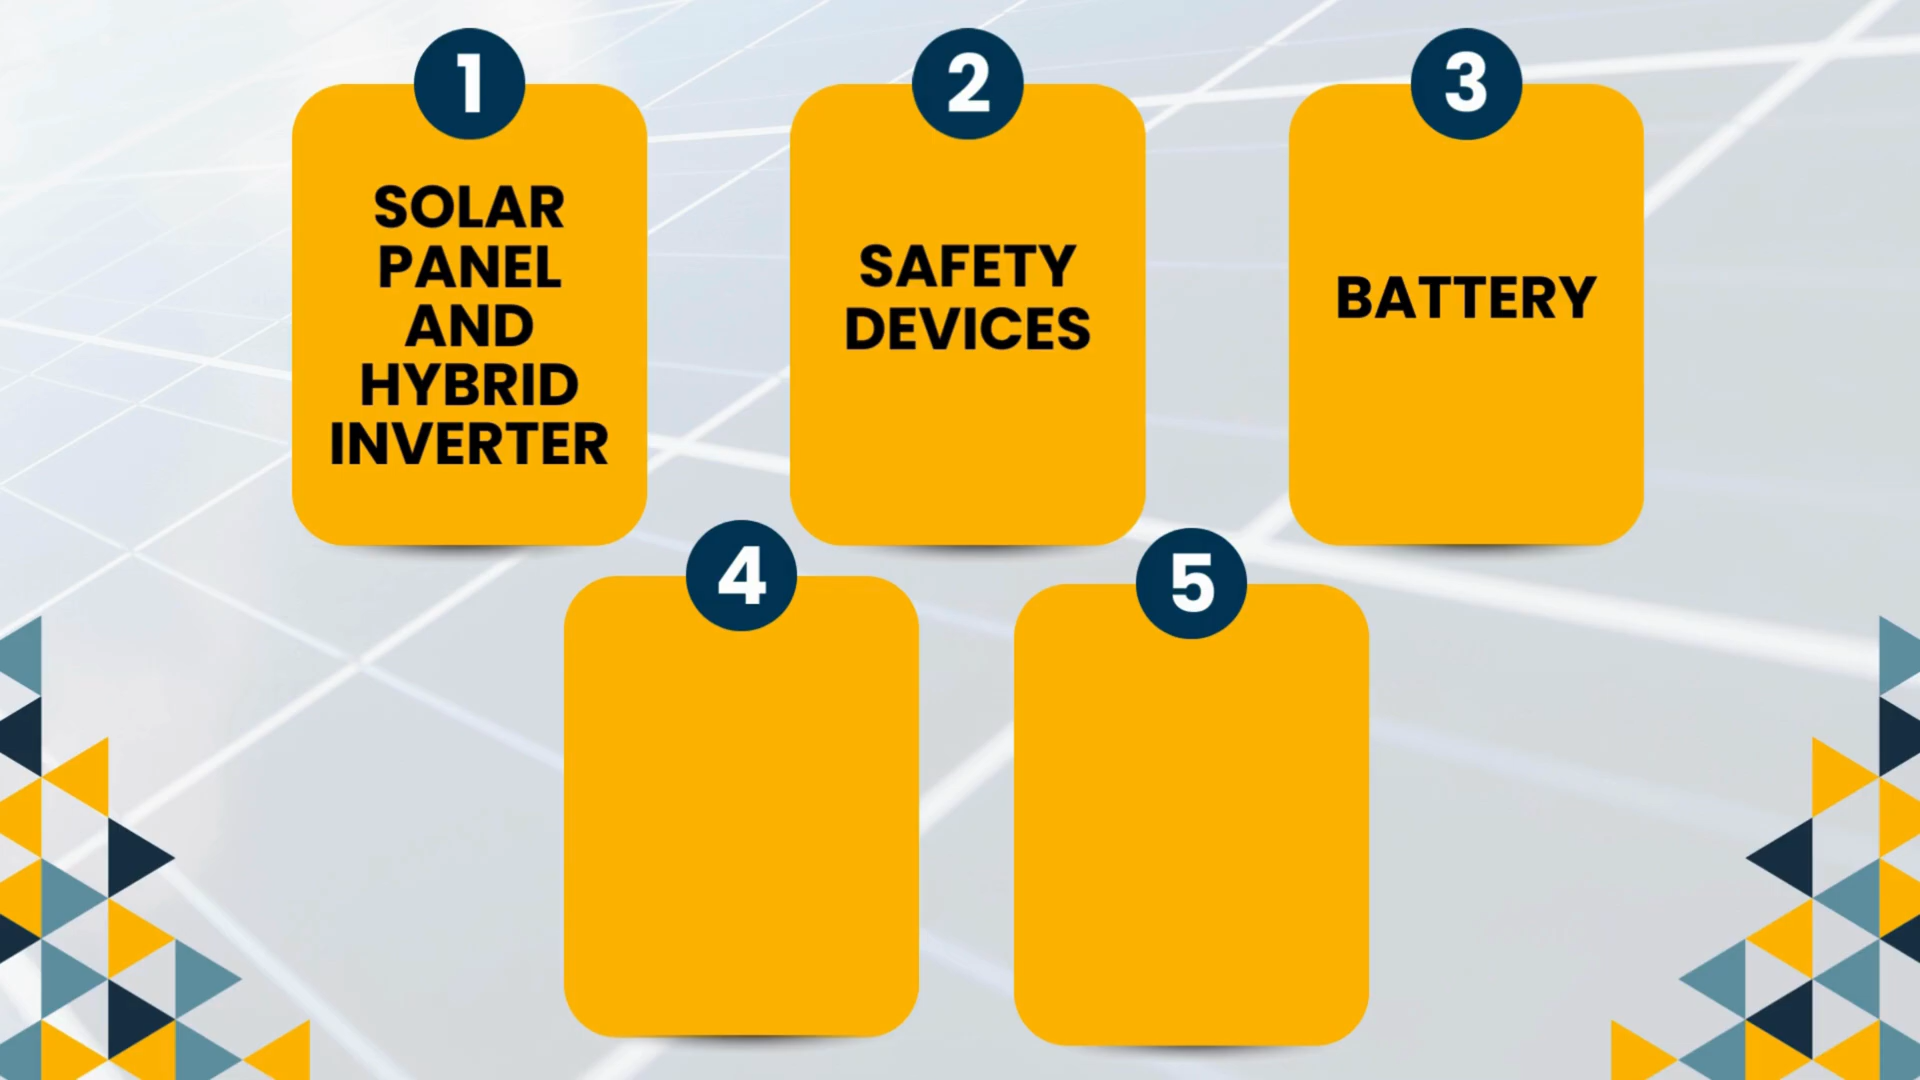 1
SOLAR
PANEL
AND
HYBRID
INVERTER
2
SAFETY
DEVICES
3
BATTERY
4
5